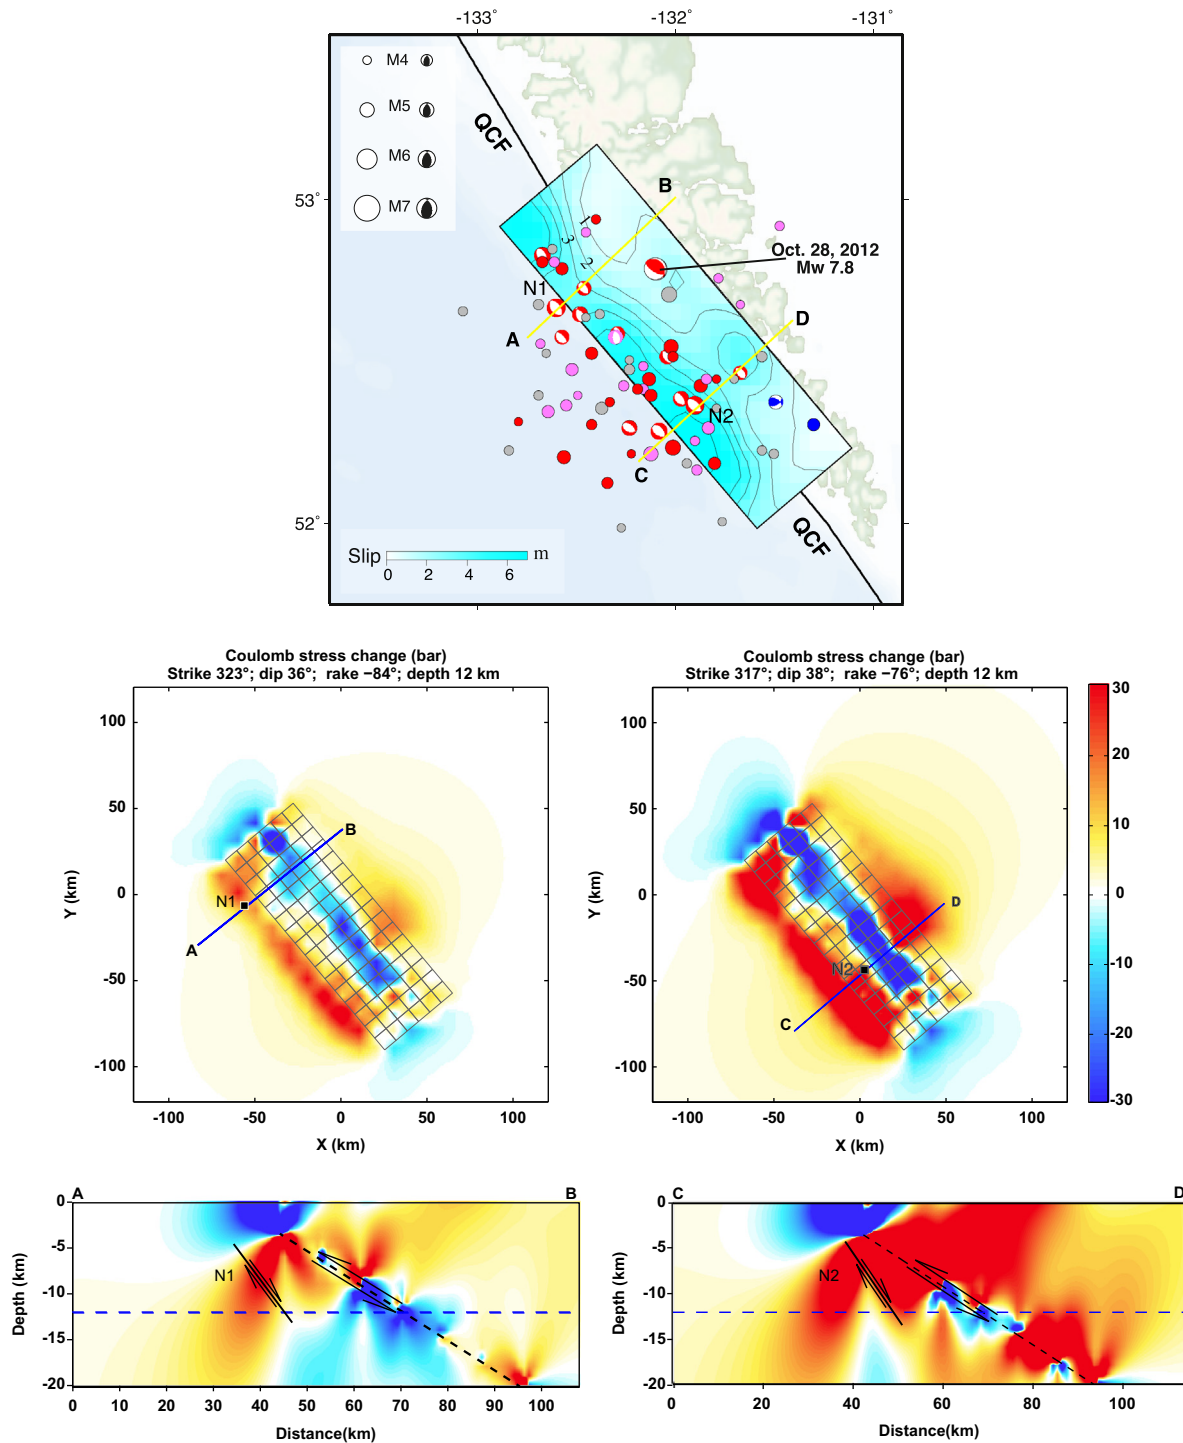 -133° -132° -131°
M4
M5
M6
M7
QCF
53°
B
1
3
2
Oct. 28, 2012
Mw 7.8
N1
A
D
N2
C
52°
QCF
Slip m
0 2 4 6
Coulomb stress change (bar)
Strike 323°; dip 36°; rake −84°; depth 12 km
100
50
0
-50
-100
Y (km)
B
N1
A
-100 -50 0 50 100
X (km)
Coulomb stress change (bar)
Strike 317°; dip 38°; rake −76°; depth 12 km
100
50
0
-50
-100
Y (km)
D
N2
C
-100 -50 0 50 100
X (km)
30
20
10
0
-10
-20
-30
A B
0
-5
-10
-15
-20
Depth (km)
N1
0 10 20 30 40 50 60 70 80 90 100
Distance(km)
C D
0
-5
-10
-15
-20
Depth (km)
N2
0 20 40 60 80 100
Distance(km)